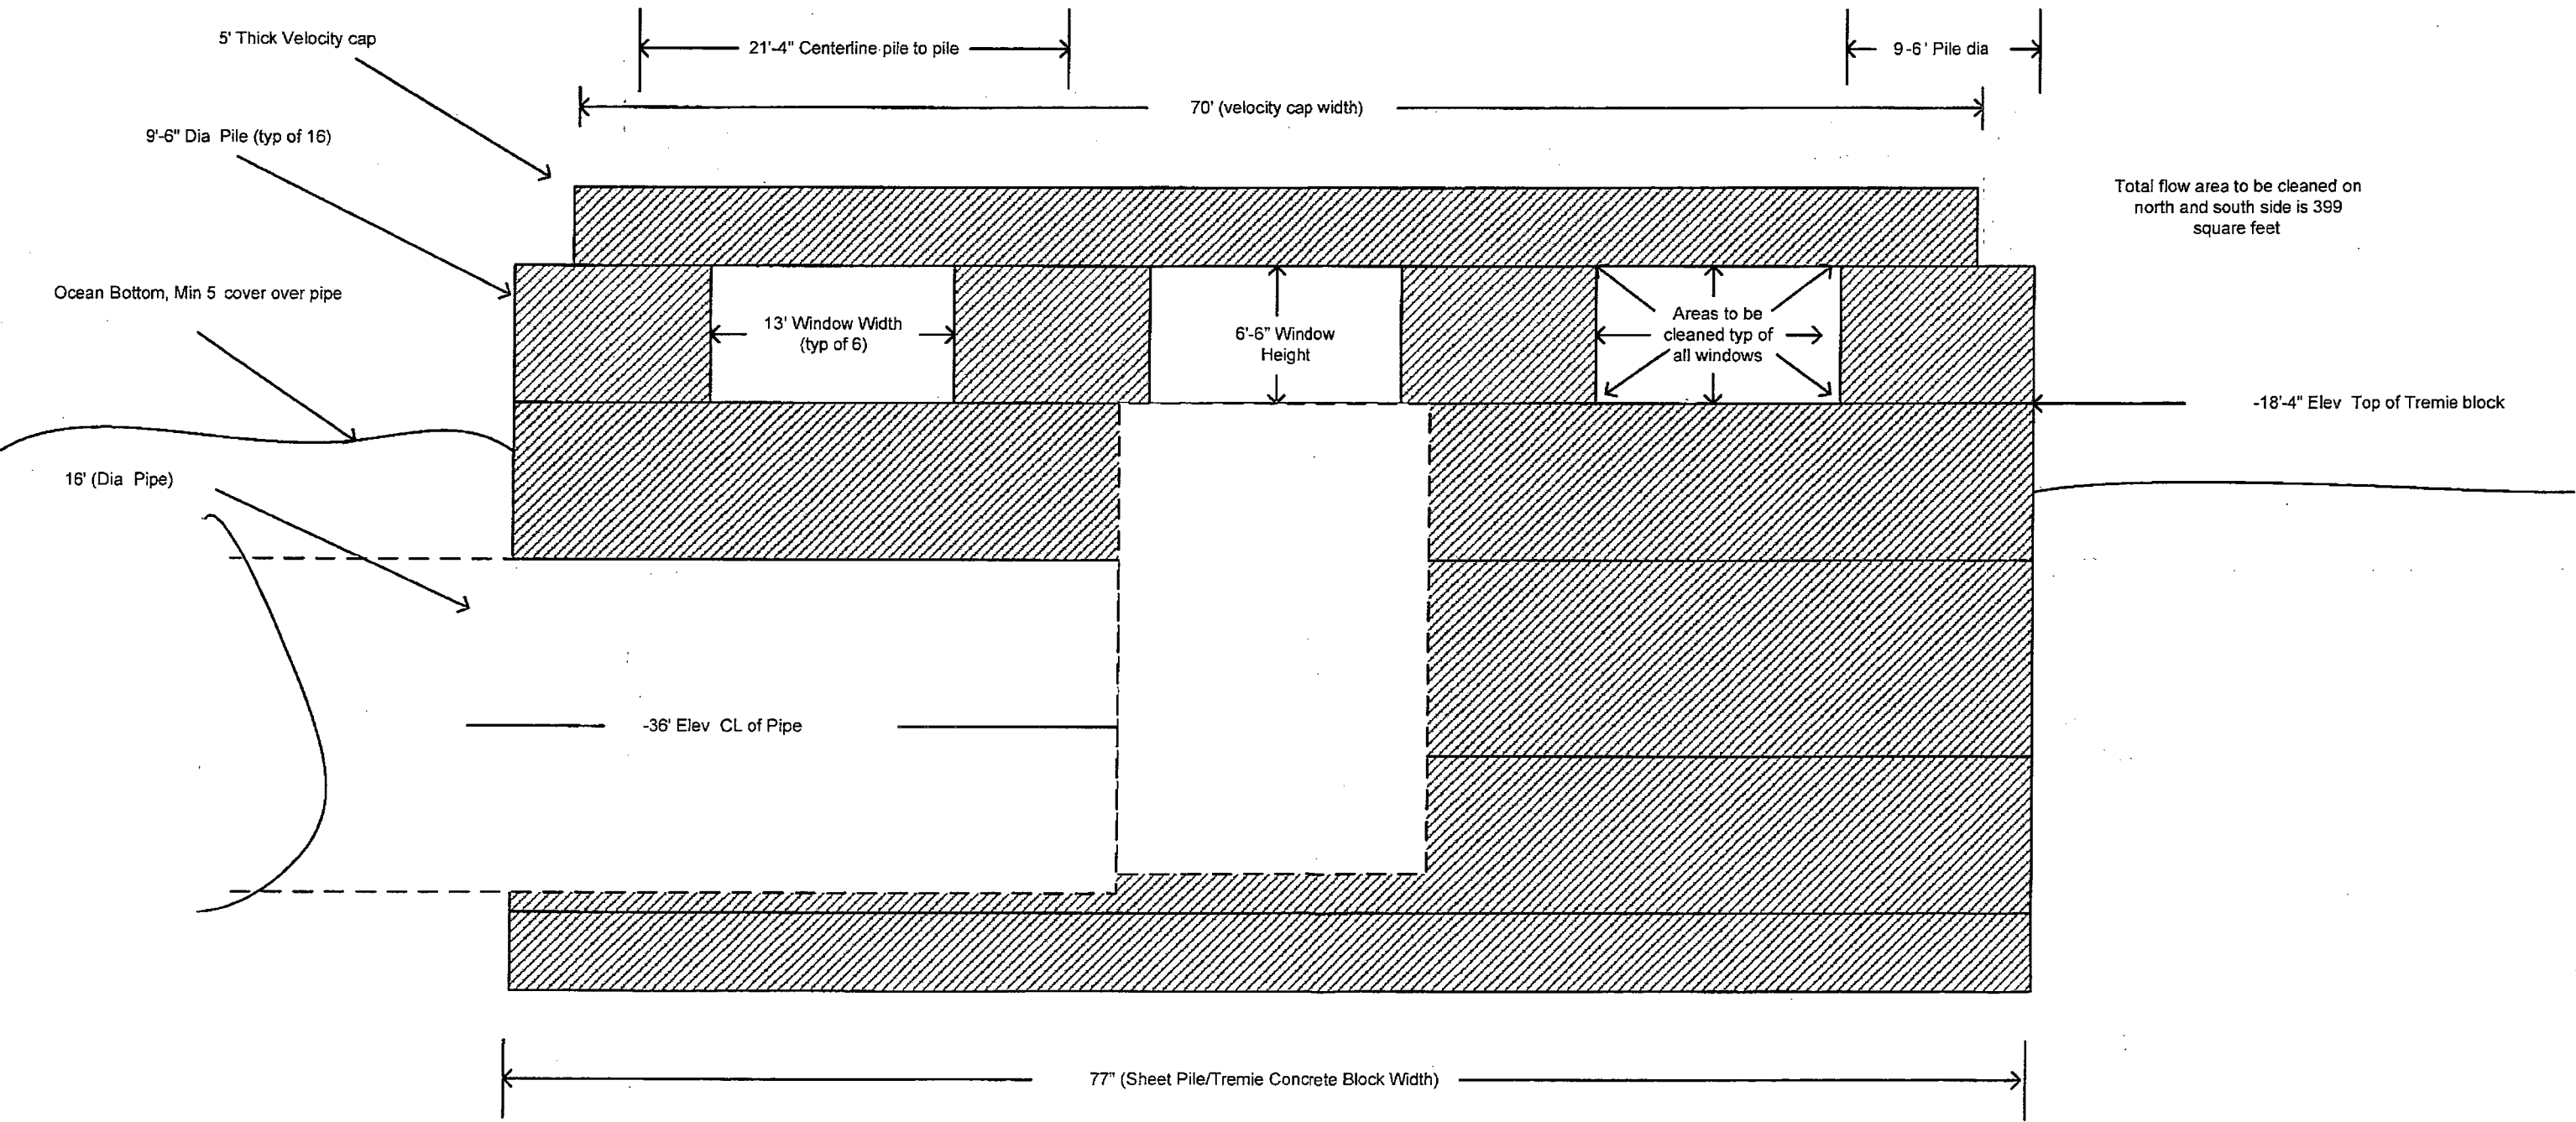 5' Thick Velocity cap
21'-4" Centerline pile to pile
9-6' Pile dia
70' (velocity cap width)
9'-6" Dia Pile (typ of 16)
Total flow area to be cleaned on
north and south side is 399
square feet
Ocean Bottom, Min 5 cover over pipe
13' Window Width
(typ of 6)
6'-6" Window
Height
Areas to be
cleaned typ of
all windows
-18'-4" Elev Top of Tremie block
16' (Dia Pipe)
-36' Elev CL of Pipe
77" (Sheet Pile/Tremie Concrete Block Width)